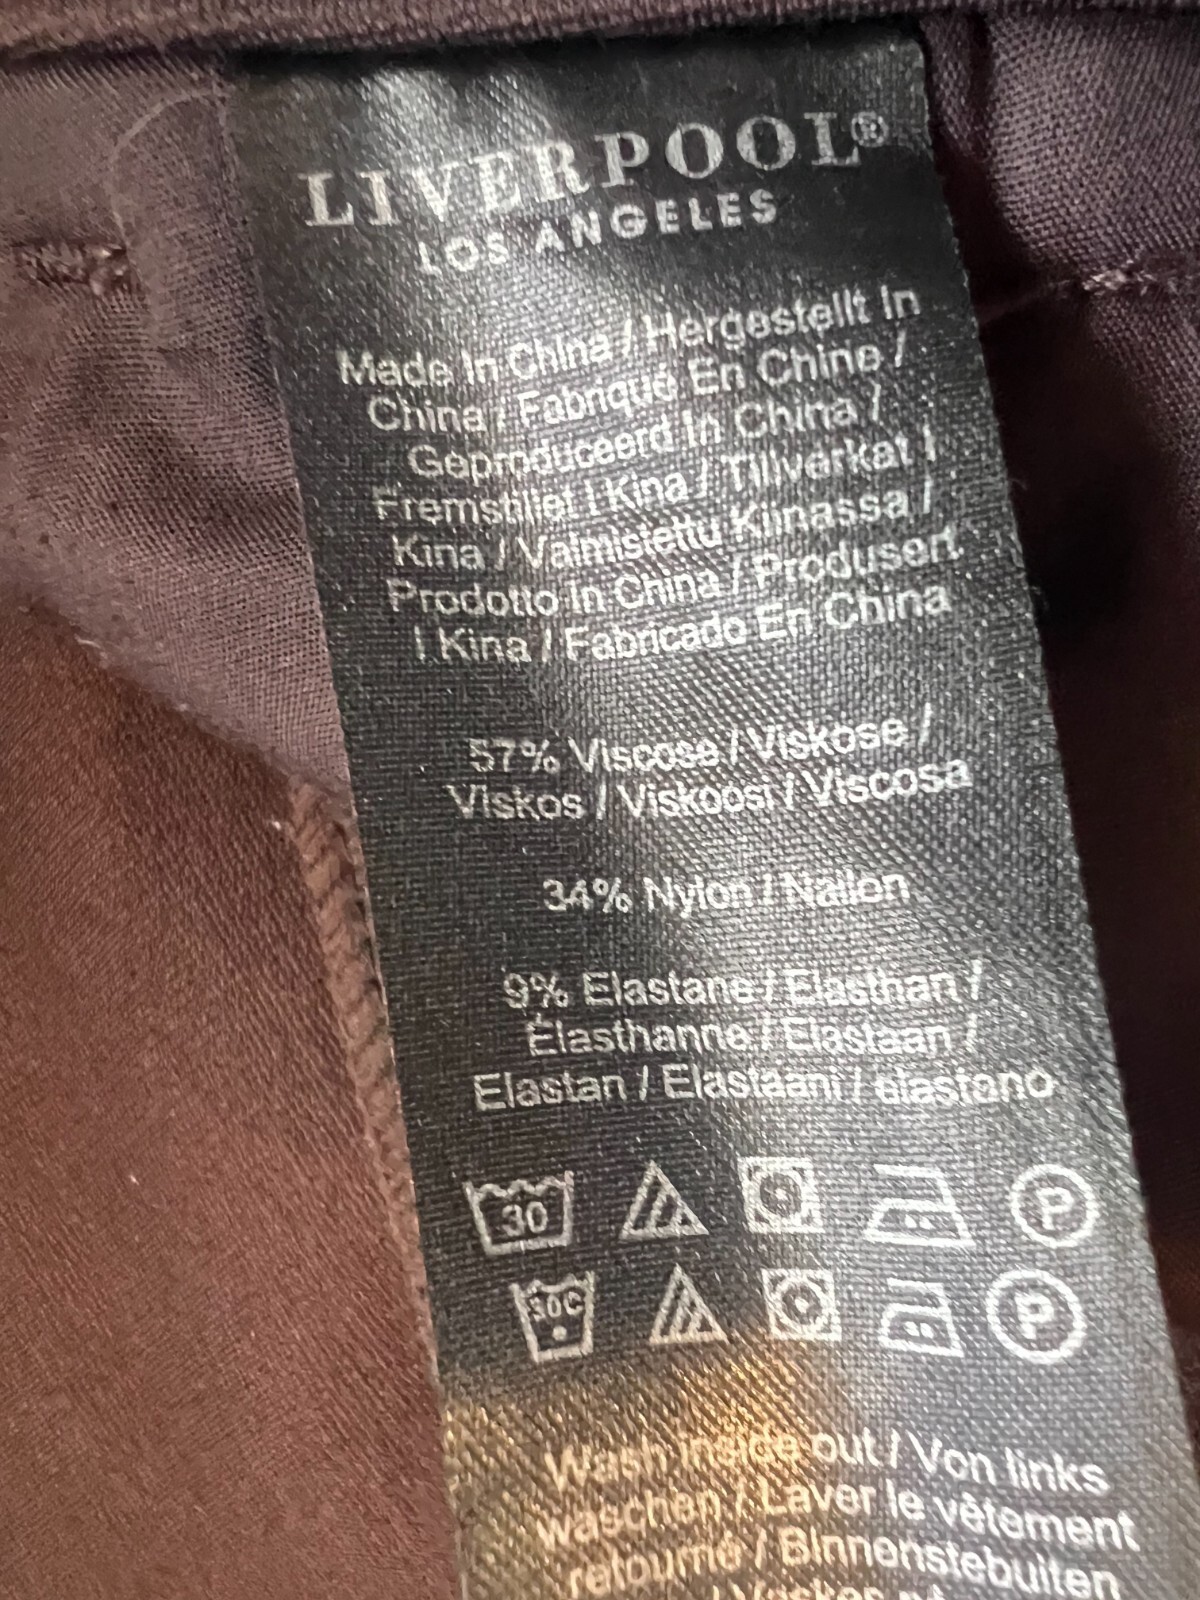 LIVERPOOL®
LOS ANGELES
Made In China / Hergestellt In
China / Fabriqué En Chine /
Geproduceerd In China /
Fremstillet I Kina / Tillverkat I
Kina / Valmistettu Kiinassa /
Prodotto In China / Produsert
I Kina / Fabricado En China
57% Viscose / Viskose /
Viskos / Viskoosi / Viscosa
34% Nylon / Nailon
9% Elastane / Elasthan /
Élasthanne / Elastaan /
Elastan / Elastaani / elastano
30 P
30C P
Wash inside out / Von links
waschen / Laver le vêtement
retourné / Binnenstebuiten